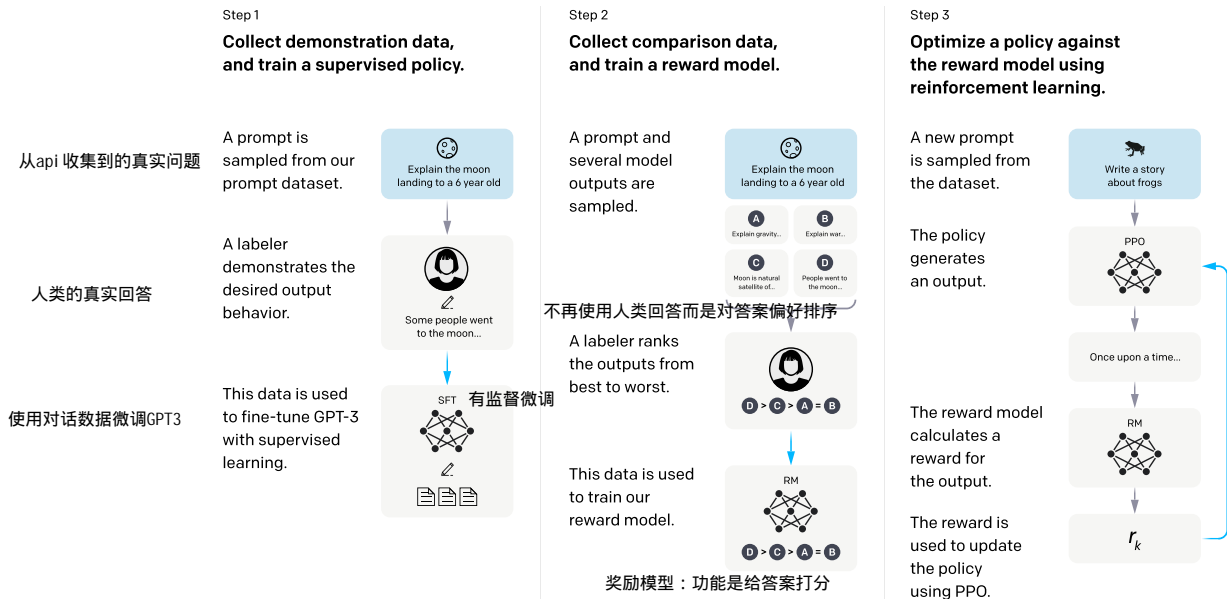 Step 1
Collect demonstration data,
and train a supervised policy.
从api 收集到的真实问题
A prompt is
sampled from our
prompt dataset.
Explain the moon
landing to a 6 year old
人类的真实回答
A labeler
demonstrates the
desired output
behavior.
Some people went
to the moon...
使用对话数据微调GPT3
This data is used
to fine-tune GPT-3
with supervised
learning.
SFT
有监督微调
Step 2
Collect comparison data,
and train a reward model.
A prompt and
several model
outputs are
sampled.
Explain the moon
landing to a 6 year old
A
Explain gravity...
B
Explain war...
C
Moon is natural
satellite of...
D
People went to
the moon...
不再使用人类回答而是对答案偏好排序
A labeler ranks
the outputs from
best to worst.
D > C > A = B
This data is used
to train our
reward model.
RM
D > C > A = B
奖励模型：功能是给答案打分
Step 3
Optimize a policy against
the reward model using
reinforcement learning.
A new prompt
is sampled from
the dataset.
Write a story
about frogs
The policy
generates
an output.
PPO
Once upon a time...
The reward model
calculates a
reward for
the output.
RM
The reward is
used to update
the policy
using PPO.
rk